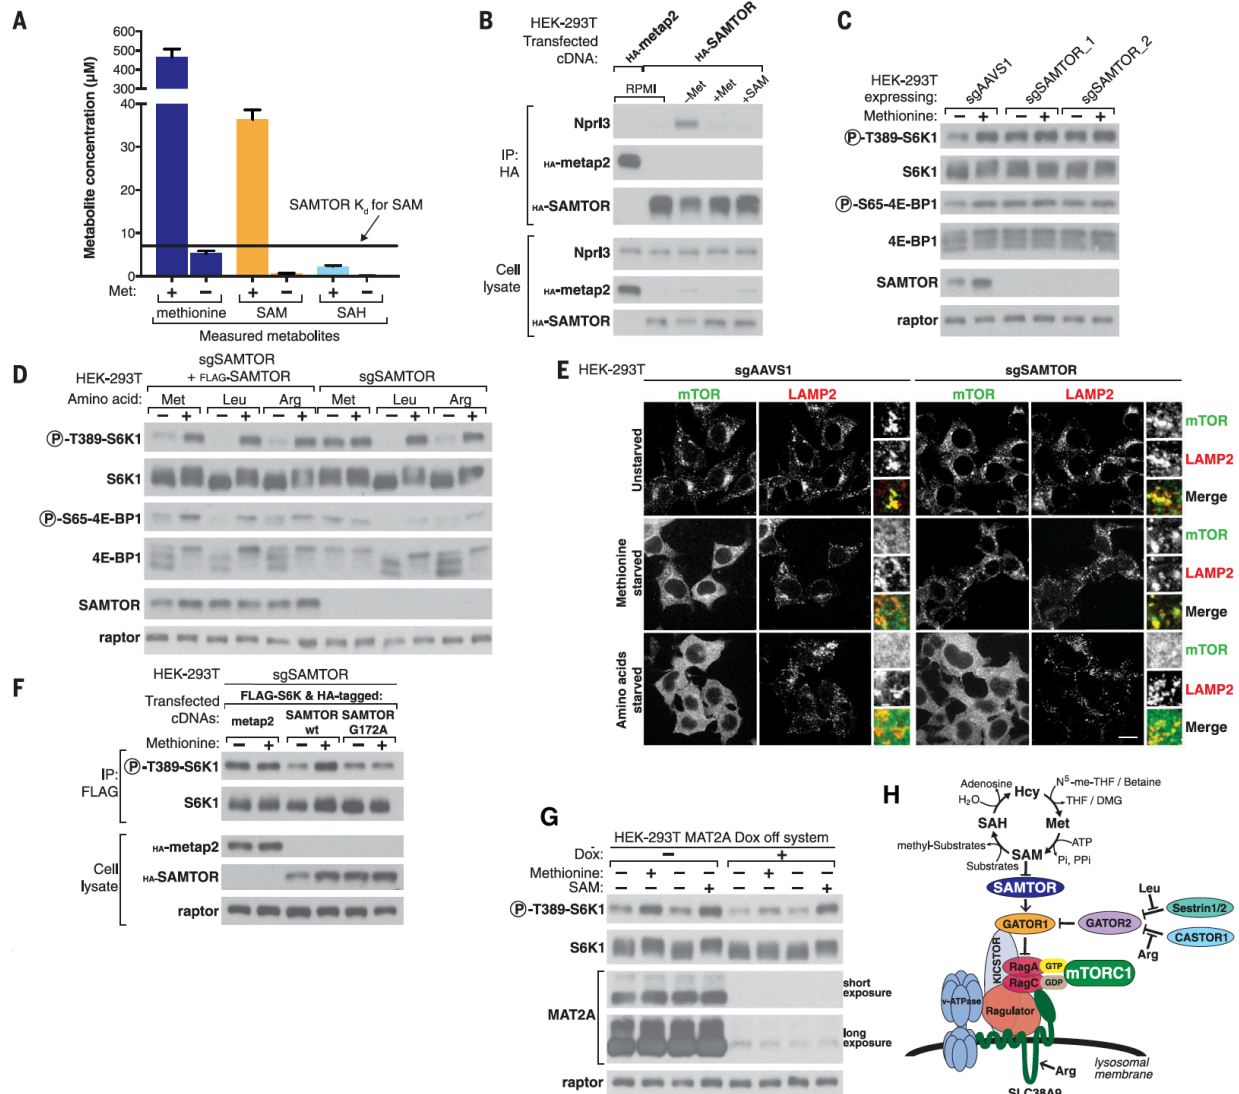 A
Metabolite concentration (µM)
600
500
400
300
40
30
20
10
0
SAMTOR Kd for SAM
Met: + − + − + −
methionine SAM SAH
Measured metabolites
B
HEK-293T
Transfected
cDNA:
HA-metap2
HA-SAMTOR
RPMI
−Met
+Met
+SAM
IP:
HA
Nprl3
HA-metap2
HA-SAMTOR
Cell
lysate
Nprl3
HA-metap2
HA-SAMTOR
C
HEK-293T
expressing:
sgAAVS1
sgSAMTOR_1
sgSAMTOR_2
Methionine: − + − + − +
Ⓟ-T389-S6K1
S6K1
Ⓟ-S65-4E-BP1
4E-BP1
SAMTOR
raptor
D
HEK-293T
sgSAMTOR
+ FLAG-SAMTOR
sgSAMTOR
Amino acid: Met Leu Arg Met Leu Arg
− + − + − + − + − + − +
Ⓟ-T389-S6K1
S6K1
Ⓟ-S65-4E-BP1
4E-BP1
SAMTOR
raptor
E
HEK-293T
sgAAVS1 sgSAMTOR
mTOR LAMP2 mTOR LAMP2
Unstarved
mTOR
LAMP2
Merge
Methionine
starved
mTOR
LAMP2
Merge
Amino acids
starved
mTOR
LAMP2
Merge
F
HEK-293T sgSAMTOR
Transfected
cDNAs:
FLAG-S6K & HA-tagged:
metap2
SAMTOR
wt
SAMTOR
G172A
Methionine: − + − + − +
IP:
FLAG
Ⓟ-T389-S6K1
S6K1
Cell
lysate
HA-metap2
HA-SAMTOR
raptor
G
HEK-293T MAT2A Dox off system
Dox: − +
Methionine: − + − − − + − −
SAM: − − − + − − − +
Ⓟ-T389-S6K1
S6K1
MAT2A
short
exposure
long
exposure
raptor
H
Adenosine
H2O
Hcy
N5-me-THF / Betaine
THF / DMG
SAH
Met
methyl-Substrates
Substrates
SAM
ATP
Pi, PPi
SAMTOR
GATOR1
GATOR2
Leu
Sestrin1/2
CASTOR1
Arg
KICSTOR
RagA
GTP
RagC
GDP
mTORC1
v-ATPase
Ragulator
Arg
lysosomal
membrane
SLC38A9